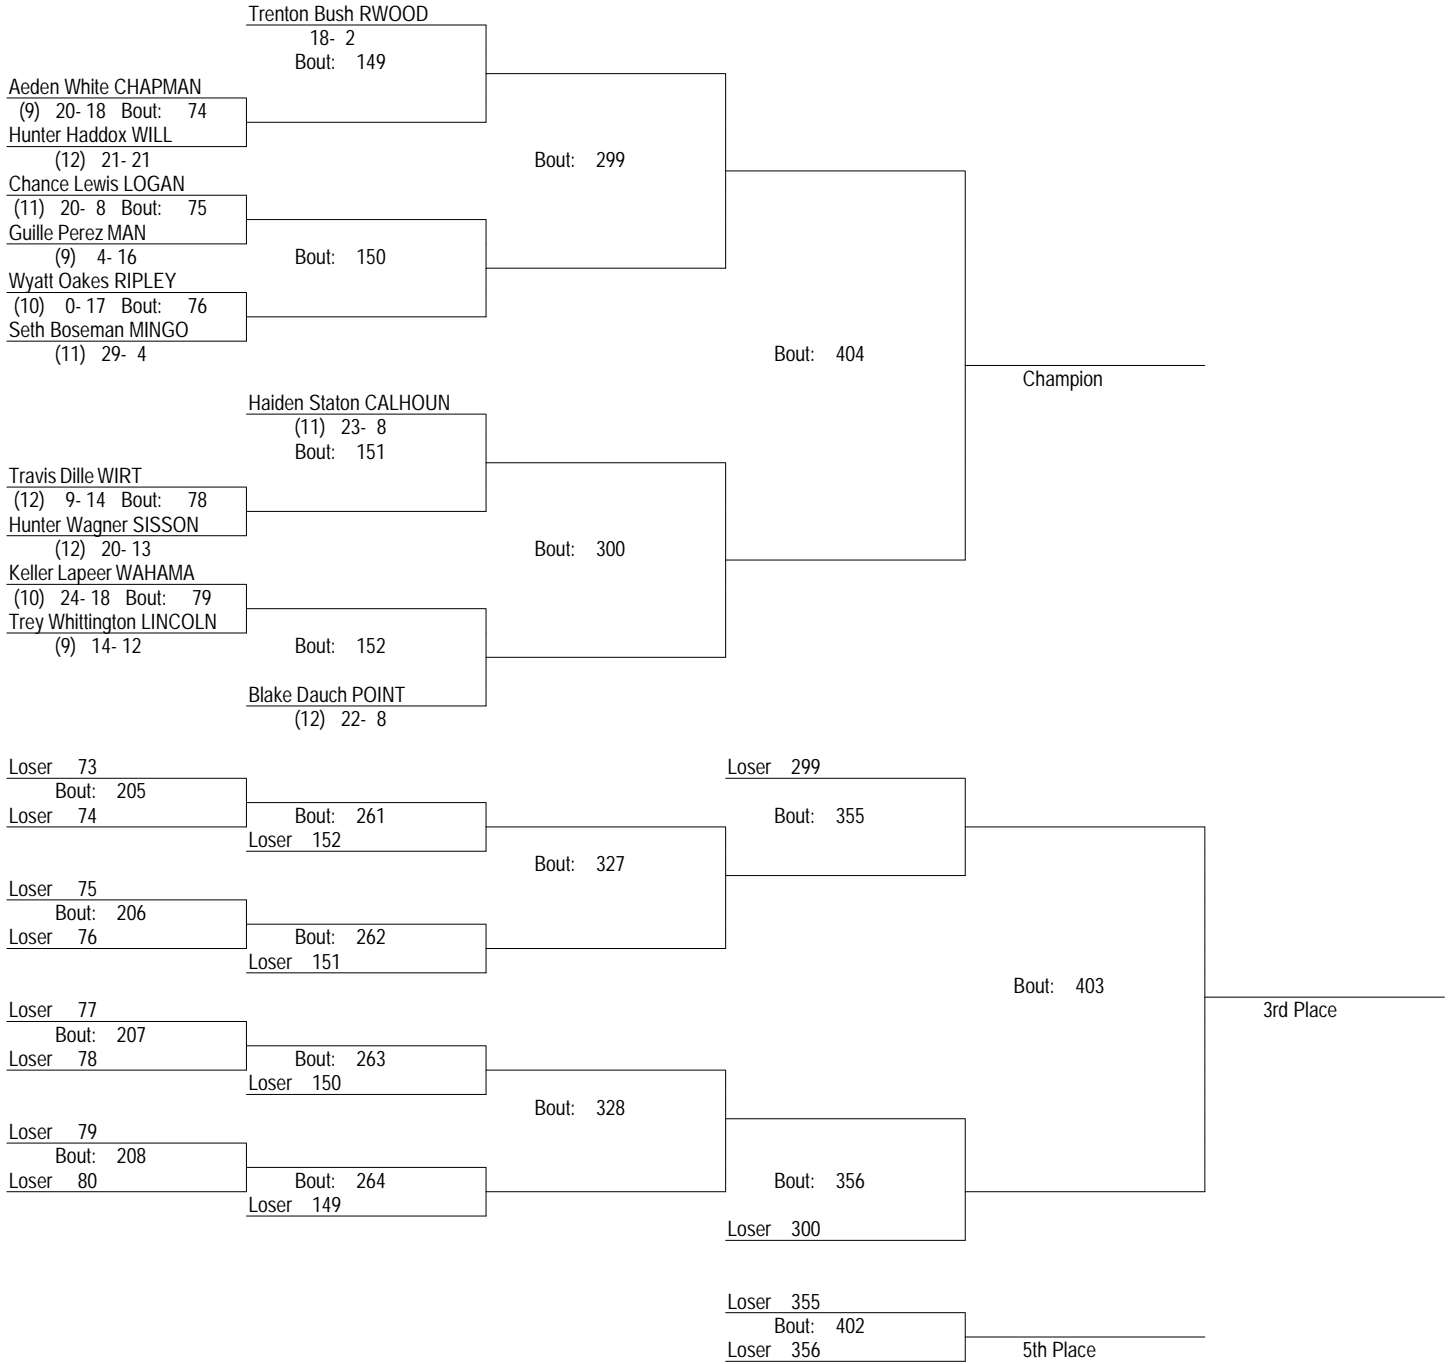 Trenton Bush RWOOD
18- 2
Bout: 149
Aeden White CHAPMAN
(9) 20- 18 Bout: 74
Hunter Haddox WILL
(12) 21- 21
Bout: 299
Chance Lewis LOGAN
(11) 20- 8 Bout: 75
Guille Perez MAN
(9) 4- 16
Bout: 150
Wyatt Oakes RIPLEY
(10) 0- 17 Bout: 76
Seth Boseman MINGO
(11) 29- 4
Bout: 404
Champion
Haiden Staton CALHOUN
(11) 23- 8
Bout: 151
Travis Dille WIRT
(12) 9- 14 Bout: 78
Hunter Wagner SISSON
(12) 20- 13
Bout: 300
Keller Lapeer WAHAMA
(10) 24- 18 Bout: 79
Trey Whittington LINCOLN
(9) 14- 12
Bout: 152
Blake Dauch POINT
(12) 22- 8
Loser 73
Bout: 205
Loser 74
Bout: 261
Loser 152
Loser 299
Bout: 355
Bout: 327
Loser 75
Bout: 206
Loser 76
Bout: 262
Loser 151
Bout: 403
3rd Place
Loser 77
Bout: 207
Loser 78
Bout: 263
Loser 150
Bout: 328
Loser 79
Bout: 208
Loser 80
Bout: 264
Loser 149
Bout: 356
Loser 300
Loser 355
Bout: 402
Loser 356
5th Place